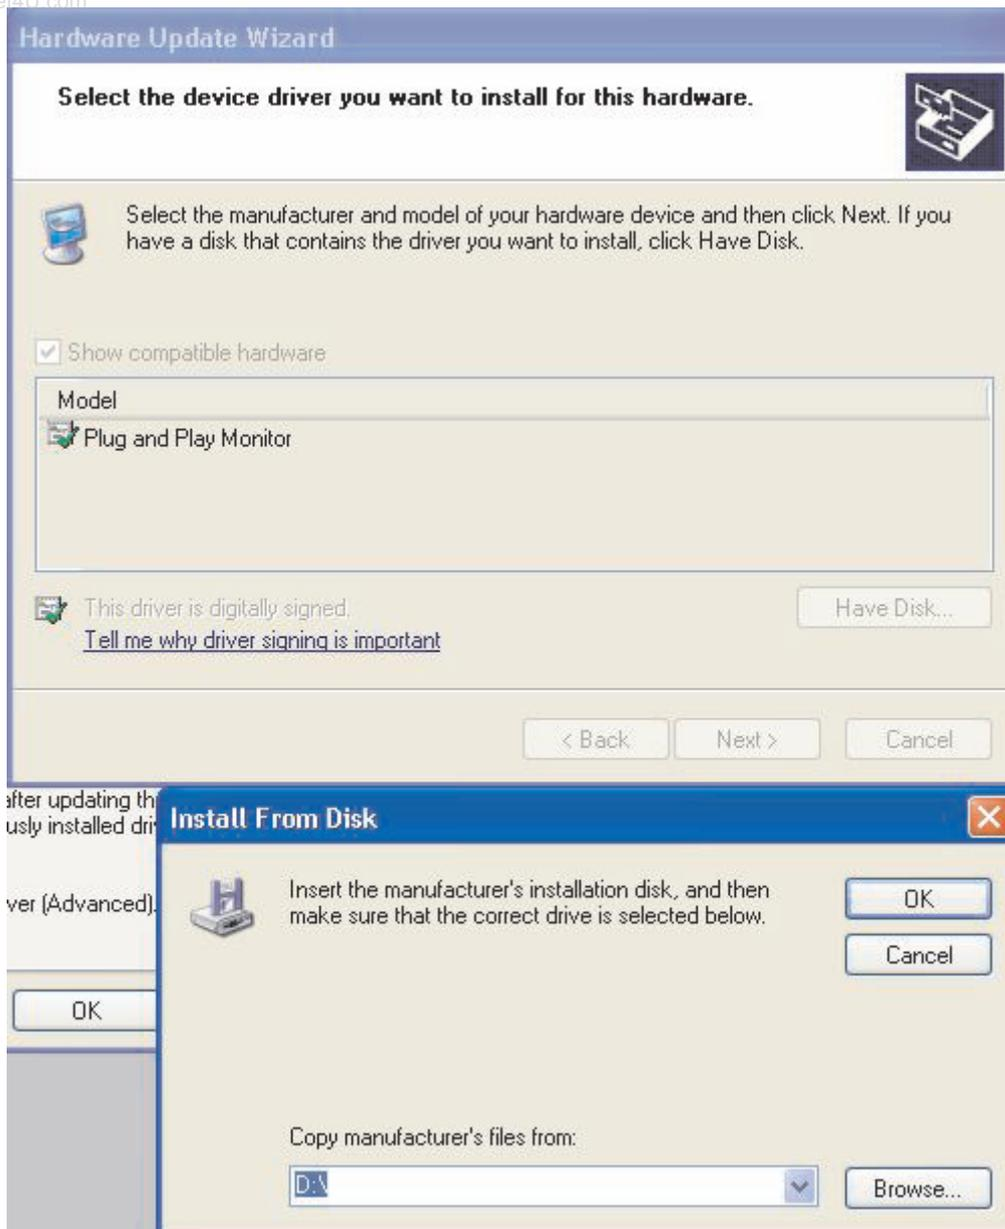 Hardware Update Wizard
Select the device driver you want to install for this hardware.
Select the manufacturer and model of your hardware device and then click Next. If you
have a disk that contains the driver you want to install, click Have Disk.
Show compatible hardware
Model
Plug and Play Monitor
This driver is digitally signed.
Have Disk...
Tell me why driver signing is important
< Back
Next >
Cancel
after updating th
usly installed dri
ver (Advanced).
OK
Install From Disk
Insert the manufacturer's installation disk, and then
make sure that the correct drive is selected below.
OK
Cancel
Copy manufacturer's files from:
D:\
Browse...